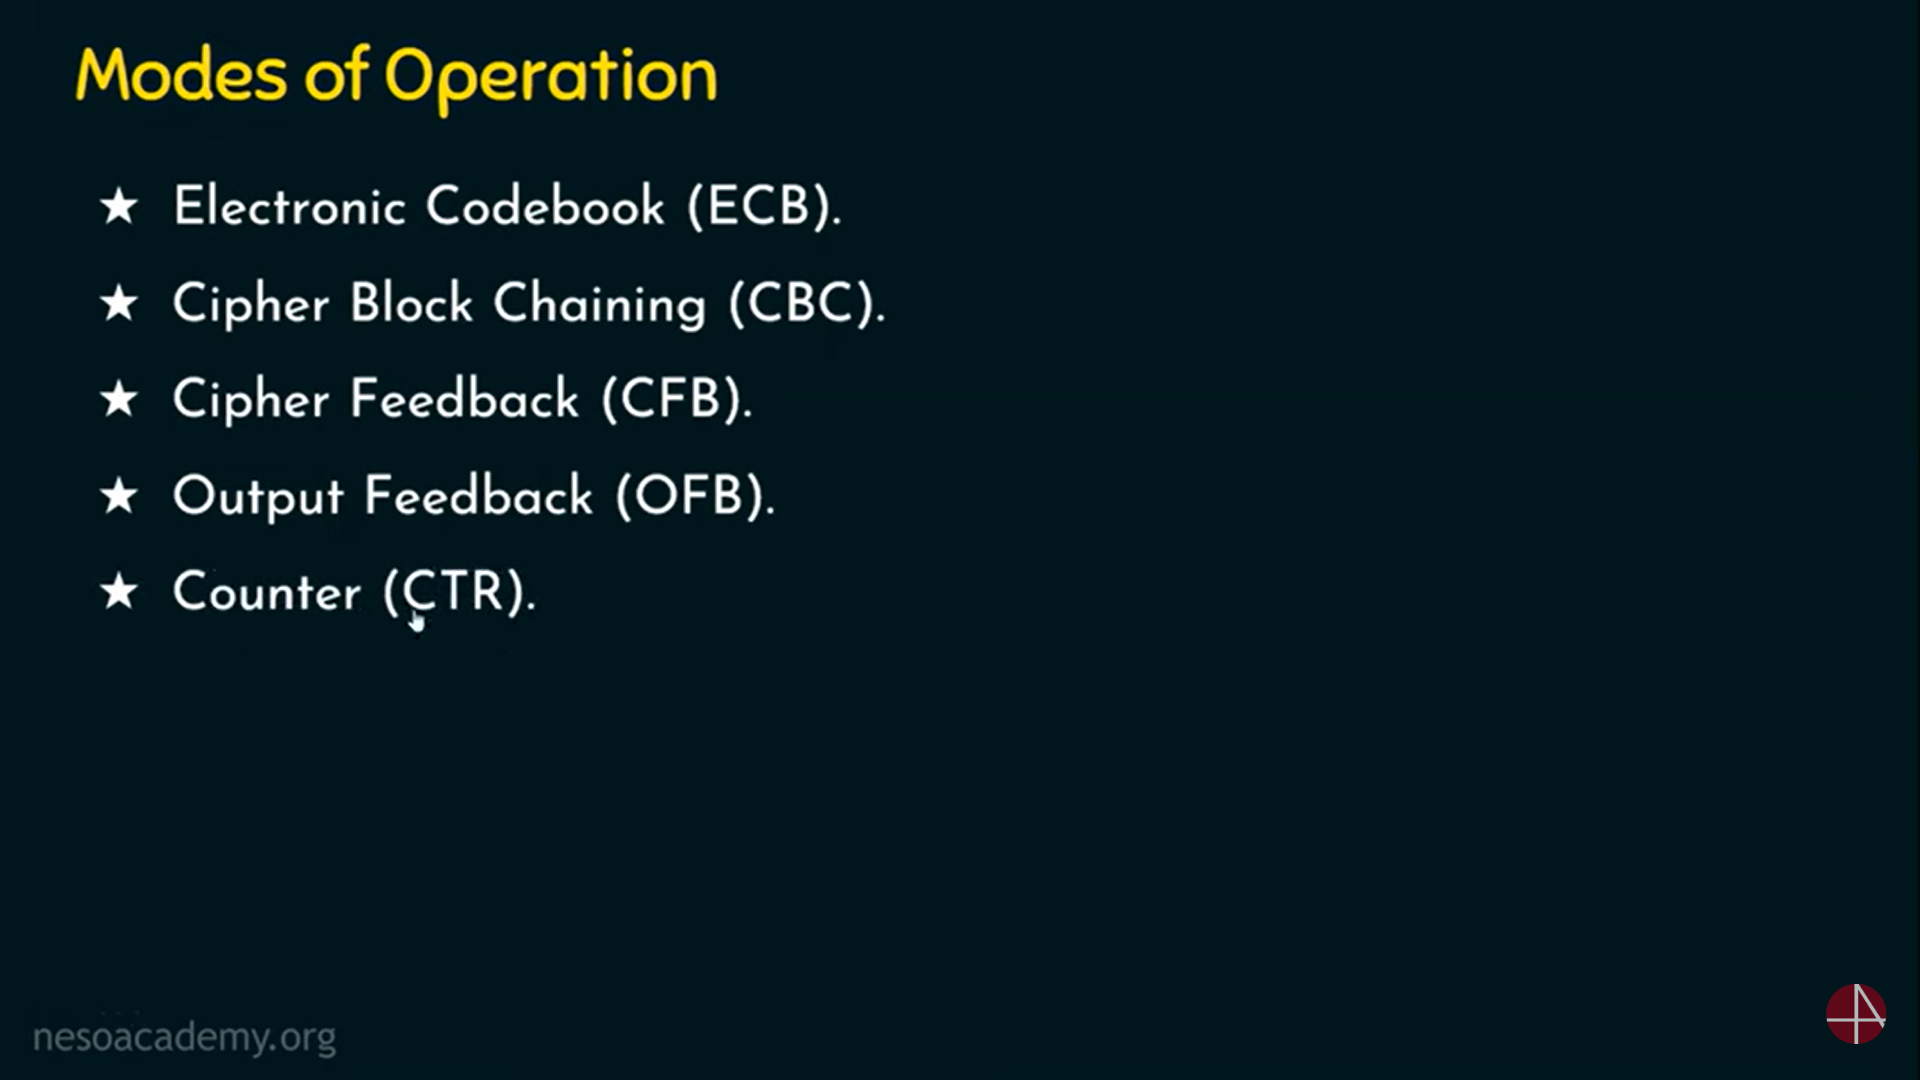 Modes of Operation
★ Electronic Codebook (ECB).
★ Cipher Block Chaining (CBC).
★ Cipher Feedback (CFB).
★ Output Feedback (OFB).
★ Counter (CTR).
nesoacademy.org